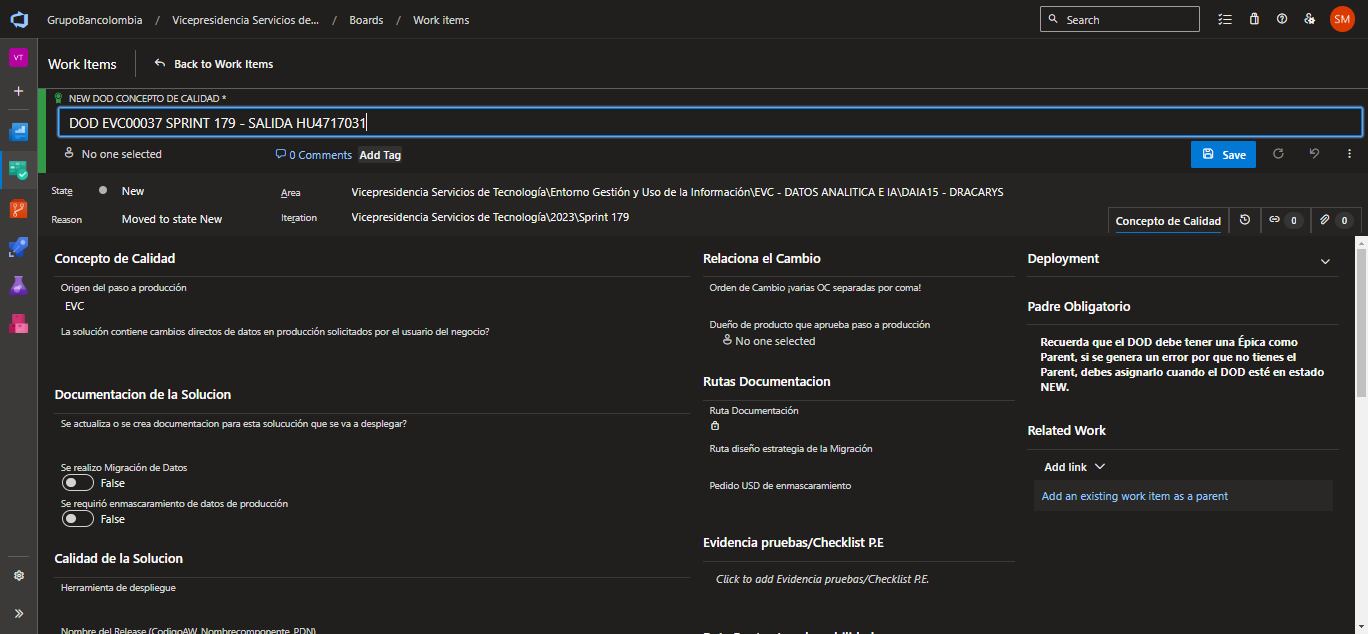 GrupoBancolombia / Vicepresidencia Servicios de... / Boards / Work items
Search
SM
VT
Work Items
Back to Work Items
NEW DOD CONCEPTO DE CALIDAD *
DOD EVC00037 SPRINT 179 - SALIDA HU4717031
No one selected
0 Comments
Add Tag
Save
State
New
Area
Vicepresidencia Servicios de Tecnología\Entorno Gestión y Uso de la Información\EVC - DATOS ANALITICA E IA\DAIA15 - DRACARYS
Reason
Moved to state New
Iteration
Vicepresidencia Servicios de Tecnología\2023\Sprint 179
Concepto de Calidad
0
0
Concepto de Calidad
Origen del paso a producción
EVC
La solución contiene cambios directos de datos en producción solicitados por el usuario del negocio?
Documentacion de la Solucion
Se actualiza o se crea documentacion para esta solucución que se va a desplegar?
Se realizo Migración de Datos
False
Se requirió enmascaramiento de datos de producción
False
Calidad de la Solucion
Herramienta de despliegue
Nombre del Release (CodigoAW_Nombrecomponente_PDN)
Relaciona el Cambio
Orden de Cambio ¡varias OC separadas por coma!
Dueño de producto que aprueba paso a producción
No one selected
Rutas Documentacion
Ruta Documentación
Ruta diseño estrategia de la Migración
Pedido USD de enmascaramiento
Evidencia pruebas/Checklist P.E
Click to add Evidencia pruebas/Checklist P.E.
Deployment
Padre Obligatorio
Recuerda que el DOD debe tener una Épica como
Parent, si se genera un error por que no tienes el
Parent, debes asignarlo cuando el DOD esté en estado
NEW.
Related Work
Add link
Add an existing work item as a parent